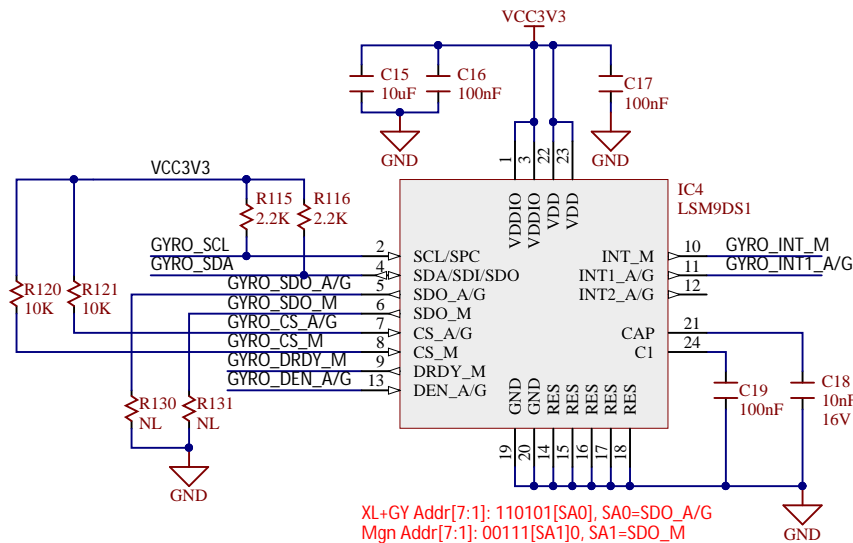 VCC3V3
C15
10uF
C16
100nF
C17
100nF
GND
GND
1
3
22
23
VCC3V3
R115
2.2K
R116
2.2K
IC4
LSM9DS1
VDDIO
VDDIO
VDD
VDD
GYRO_SCL
2
SCL/SPC
INT_M
10
GYRO_INT_M
GYRO_SDA
4
SDA/SDI/SDO
INT1_A/G
11
GYRO_INT1_A/G
GYRO_SDO_A/G
5
SDO_A/G
INT2_A/G
12
R120
10K
R121
10K
GYRO_SDO_M
6
SDO_M
GYRO_CS_A/G
7
CS_A/G
CAP
21
GYRO_CS_M
8
CS_M
C1
24
GYRO_DRDY_M
9
DRDY_M
GYRO_DEN_A/G
13
DEN_A/G
R130
NL
R131
NL
GND
GND
RES
RES
RES
RES
RES
C19
100nF
C18
10nF
16V
19
20
14
15
16
17
18
GND
GND
XL+GY Addr[7:1]: 110101[SA0], SA0=SDO_A/G
Mgn Addr[7:1]: 00111[SA1]0, SA1=SDO_M